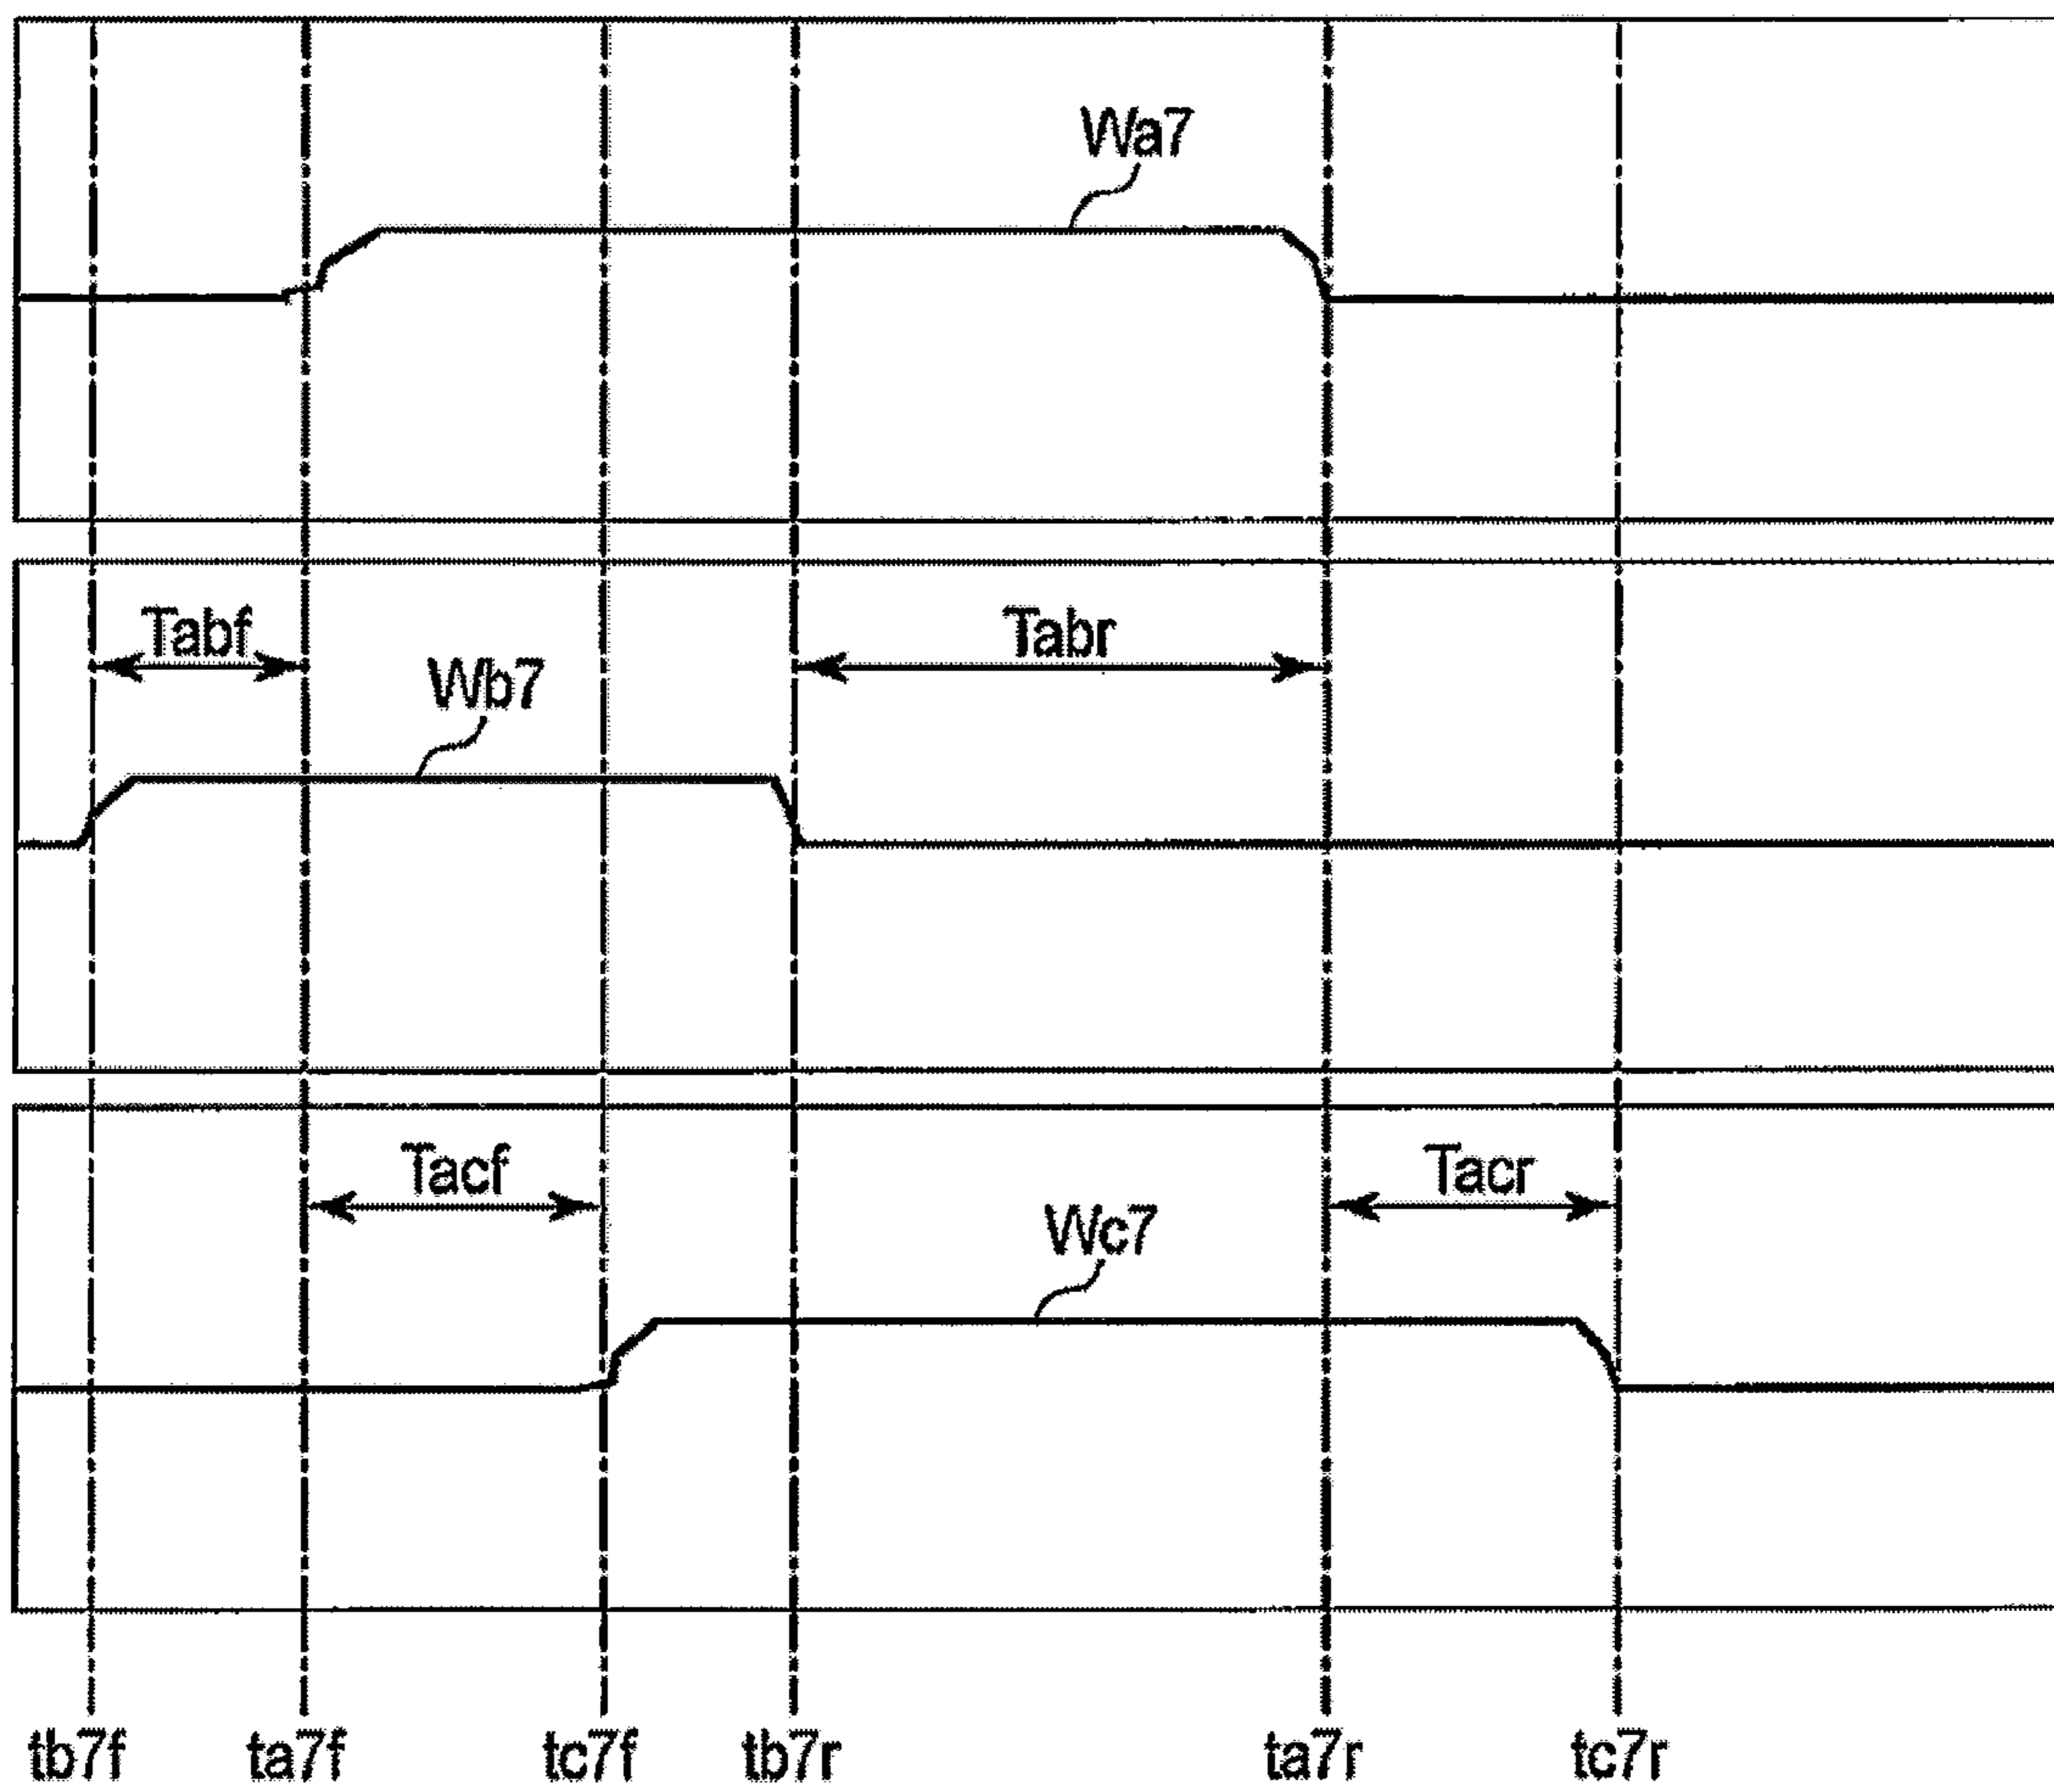 Wa7
Tabf
Tabr
Wb7
Tacf
Tacr
Wc7
tb7f ta7f tc7f tb7r ta7r tc7r